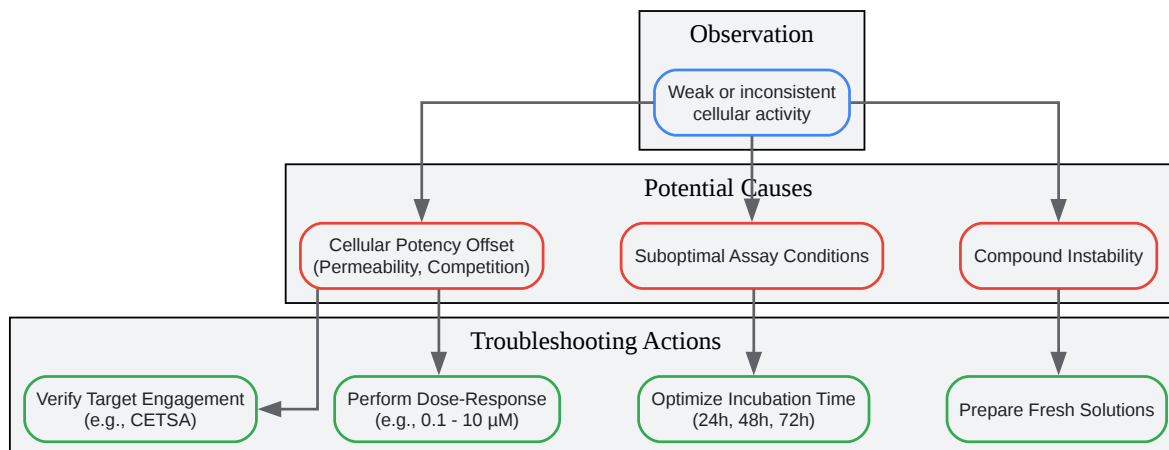 Observation
Weak or inconsistent
cellular activity
Potential Causes
Cellular Potency Offset
(Permeability, Competition)
Suboptimal Assay Conditions
Compound Instability
Troubleshooting Actions
Verify Target Engagement
(e.g., CETSA)
Perform Dose-Response
(e.g., 0.1 - 10 µM)
Optimize Incubation Time
(24h, 48h, 72h)
Prepare Fresh Solutions